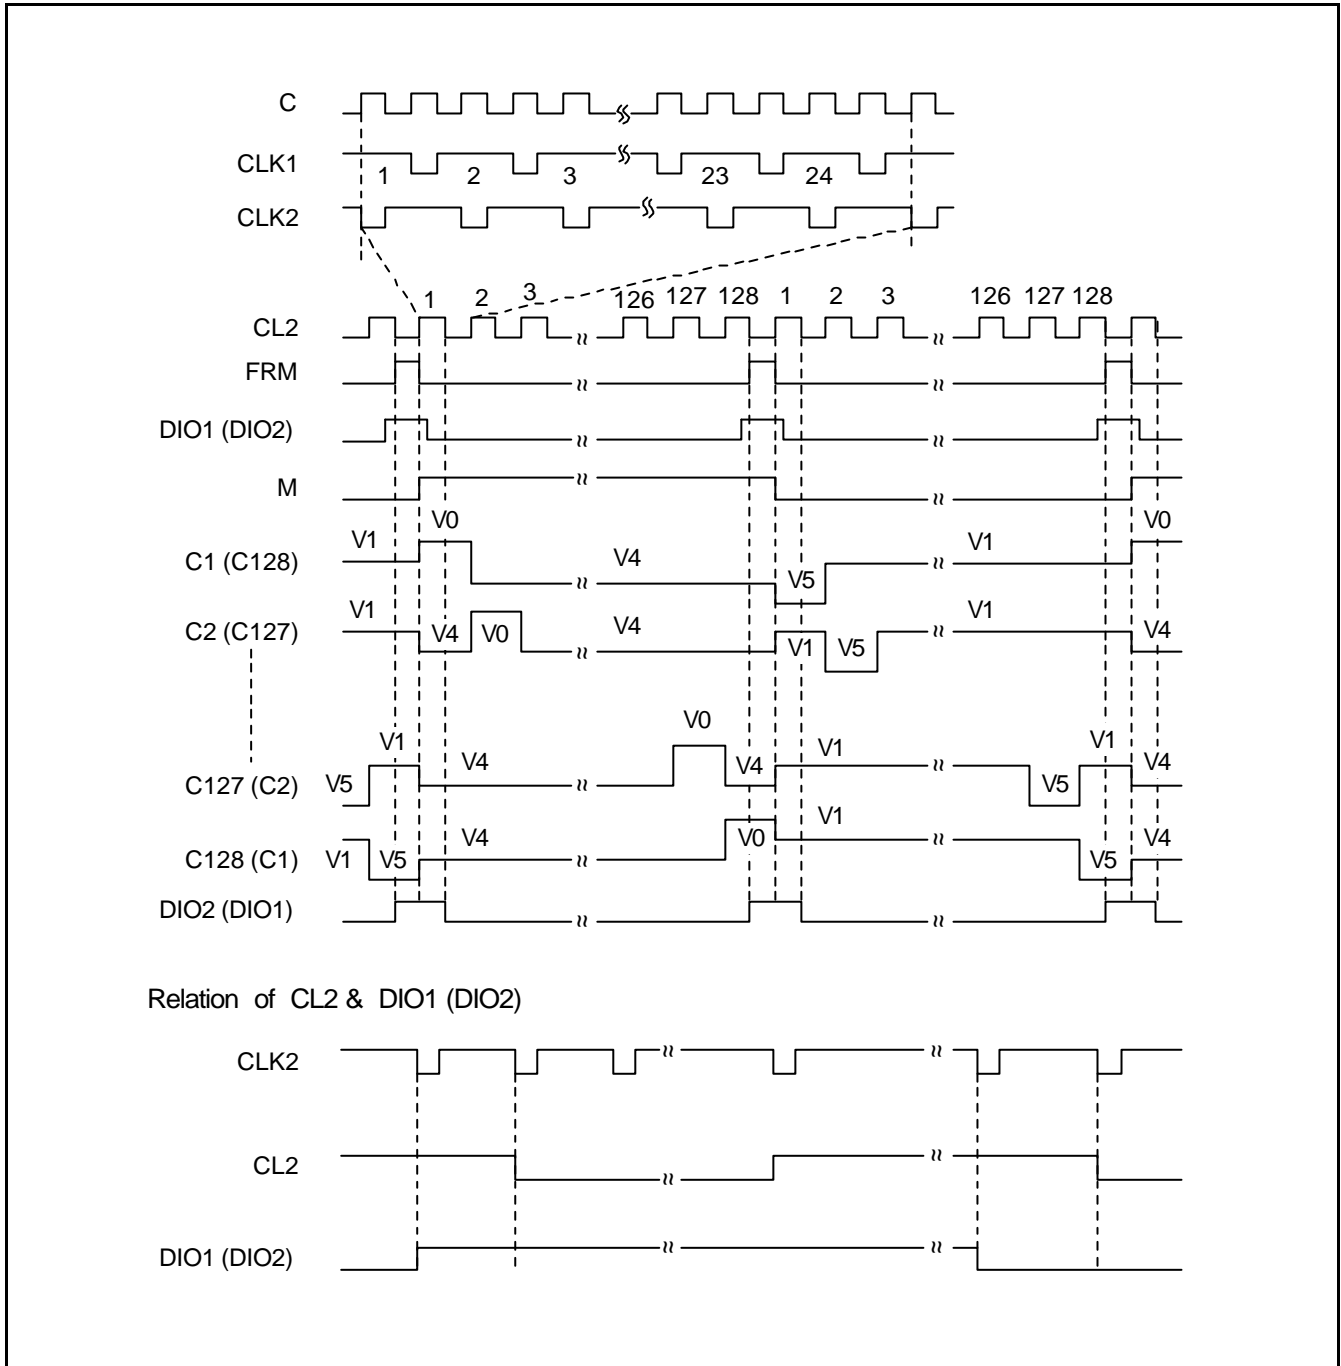 C
CLK1
1 2 3 23 24
CLK2
1 2 3 126 127 128 1 2 3 126 127 128
CL2
FRM
DIO1 (DIO2)
M
V0 V0
V1 V4 V1
C1 (C128)
V5
V1 V4 V1
C2 (C127) V4 V0 V1 V5 V4
V0
V1 V4 V1 V1
V4 V4
C127 (C2) V5 V5
V4 V1 V4
V0
C128 (C1) V1 V5 V5
DIO2 (DIO1)
Relation of CL2 & DIO1 (DIO2)
CLK2
CL2
DIO1 (DIO2)